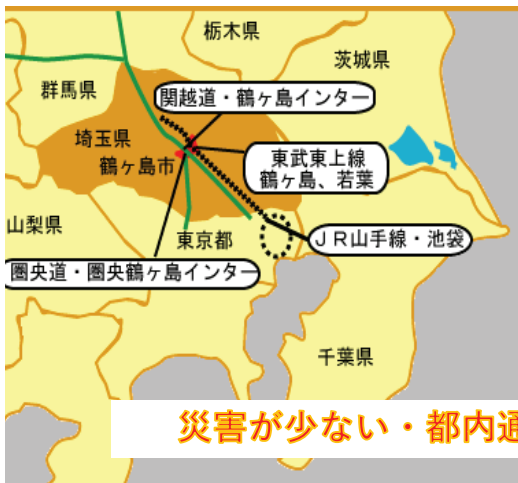 栃木県
茨城県
群馬県
関越道・鶴ヶ島インター
埼玉県
鶴ヶ島市
東武東上線
鶴ヶ島、若葉
山梨県
東京都
JR山手線・池袋
圏央道・圏央鶴ヶ島インター
千葉県
災害が少ない・都内通